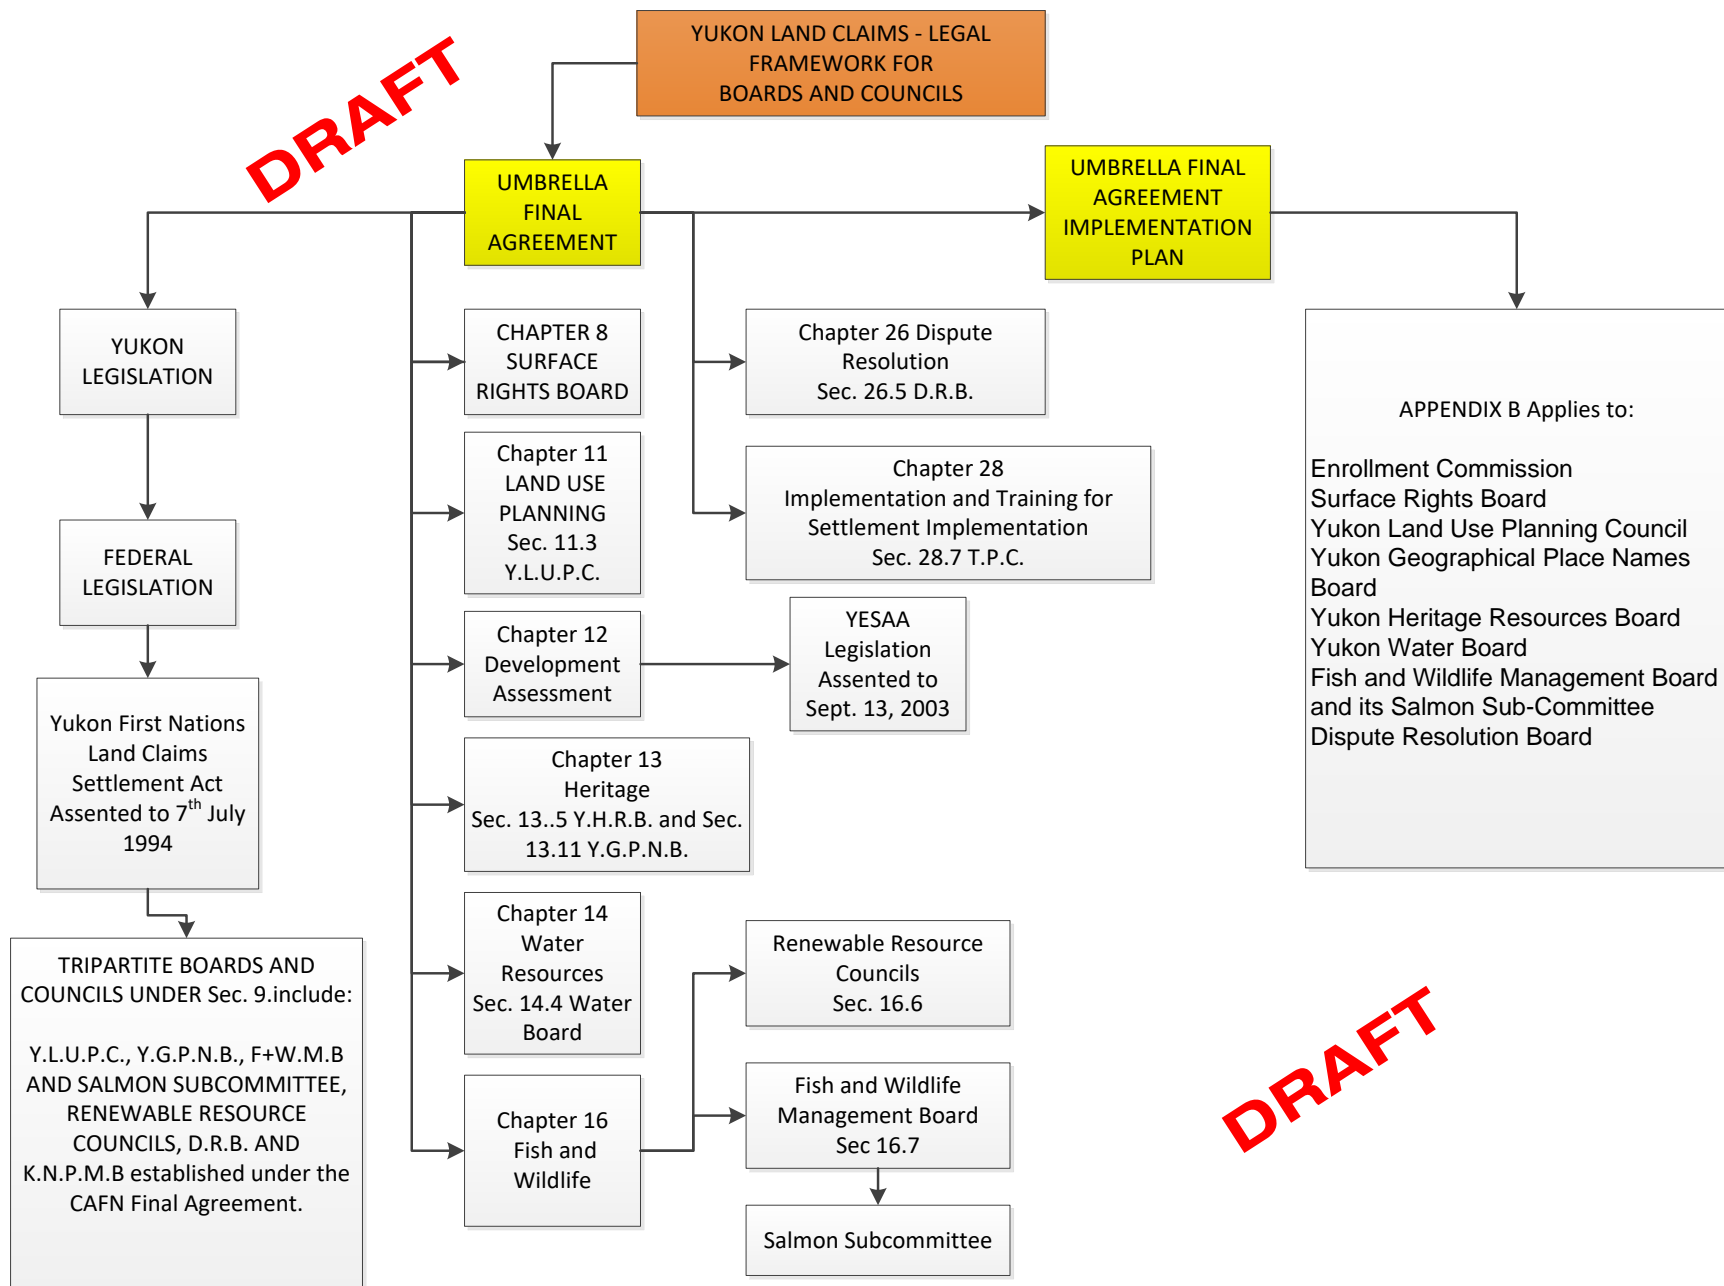 YUKON LAND CLAIMS - LEGAL
FRAMEWORK FOR
BOARDS AND COUNCILS
DRAFT
UMBRELLA
FINAL
AGREEMENT
UMBRELLA FINAL
AGREEMENT
IMPLEMENTATION
PLAN
YUKON
LEGISLATION
FEDERAL
LEGISLATION
Yukon First Nations
Land Claims
Settlement Act
Assented to 7th July
1994
TRIPARTITE BOARDS AND
COUNCILS UNDER Sec. 9.include:
Y.L.U.P.C., Y.G.P.N.B., F+W.M.B
AND SALMON SUBCOMMITTEE,
RENEWABLE RESOURCE
COUNCILS, D.R.B. AND
K.N.P.M.B established under the
CAFN Final Agreement.
CHAPTER 8
SURFACE
RIGHTS BOARD
Chapter 11
LAND USE
PLANNING
Sec. 11.3
Y.L.U.P.C.
Chapter 12
Development
Assessment
YESAA
Legislation
Assented to
Sept. 13, 2003
Chapter 13
Heritage
Sec. 13..5 Y.H.R.B. and Sec.
13.11 Y.G.P.N.B.
Chapter 14
Water
Resources
Sec. 14.4 Water
Board
Chapter 16
Fish and
Wildlife
Chapter 26 Dispute
Resolution
Sec. 26.5 D.R.B.
Chapter 28
Implementation and Training for
Settlement Implementation
Sec. 28.7 T.P.C.
Renewable Resource
Councils
Sec. 16.6
Fish and Wildlife
Management Board
Sec 16.7
Salmon Subcommittee
APPENDIX B Applies to:
Enrollment Commission
Surface Rights Board
Yukon Land Use Planning Council
Yukon Geographical Place Names
Board
Yukon Heritage Resources Board
Yukon Water Board
Fish and Wildlife Management Board
and its Salmon Sub-Committee
Dispute Resolution Board
DRAFT